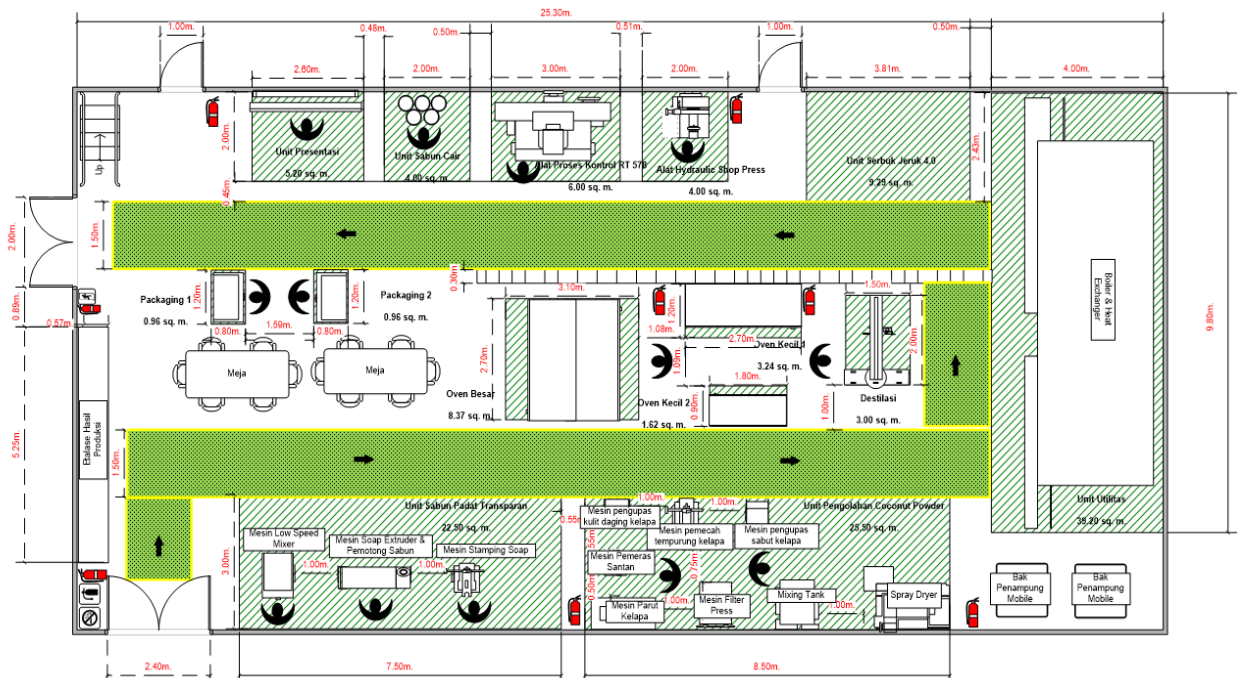 25.30m.
1.00m.
0.48m.
0.50m.
0.51m.
1.00m.
0.50m.
2.60m.
2.00m.
3.00m.
2.00m.
3.81m.
4.00m.
Up
2.00m.
Unit Presentasi
5.20 sq. m.
Unit Sabun Cair
4.00 sq. m.
Alat Proses Kontrol RT 578
6.00 sq. m.
Alat Hydraulic Shop Press
4.00 sq. m.
Unit Serbuk Jeruk 4.0
9.29 sq. m.
2.43m.
0.45m.
2.00m.
1.50m.
0.89m.
0.57m.
5.25m.
Packaging 1
0.96 sq. m.
1.20m.
0.80m.
1.59m.
0.80m.
1.20m.
Packaging 2
0.96 sq. m.
0.30m.
3.10m.
2.70m.
Oven Besar
8.37 sq. m.
1.08m.
1.20m.
2.70m.
Oven Kecil 1
3.24 sq. m.
1.09m.
1.80m.
0.90m.
Oven Kecil 2
1.62 sq. m.
1.50m.
2.00m.
1.00m.
Destilasi
3.00 sq. m.
Boiler & Heat
Exchanger
9.80m.
Meja
Meja
Etalase Hasil
Produksi
1.50m.
Unit Utilitas
39.20 sq. m.
Unit Sabun Padat Transparan
22.50 sq. m.
Mesin Low Speed
Mixer
Mesin Soap Extruder &
Pemotong Sabun
Mesin Stamping Soap
1.00m.
1.00m.
3.00m.
0.55m.
1.00m.
1.00m.
Unit Pengolahan Coconut Powder
25.50 sq. m.
Mesin pengupas
kulit daging kelapa
Mesin pemecah
tempurung kelapa
Mesin pengupas
sabut kelapa
0.55m.
Mesin Pemeras
Santan
0.75m.
0.50m.
Mesin Parut
Kelapa
1.00m.
Mesin Filter
Press
Mixing Tank
1.00m.
Spray Dryer
Bak
Penampung
Mobile
Bak
Penampung
Mobile
2.40m.
7.50m.
8.50m.